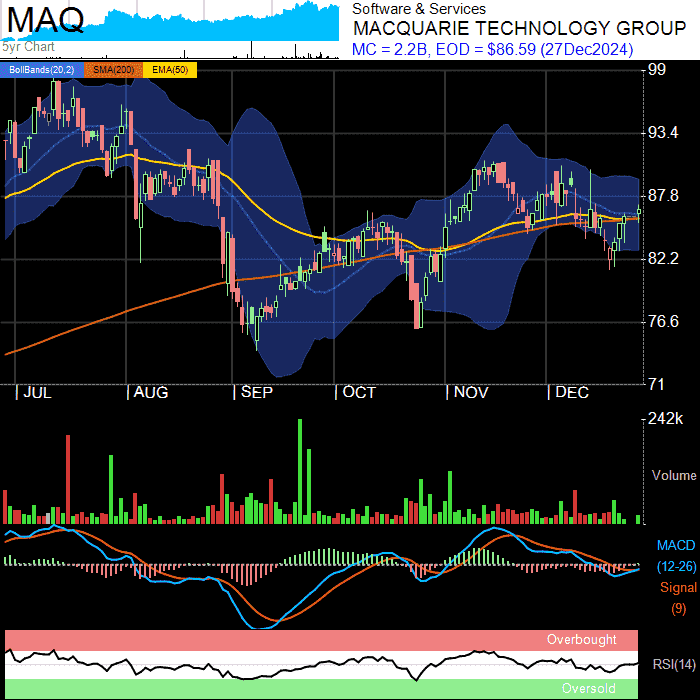 MAQ
Software & Services
MACQUARIE TECHNOLOGY GROUP
5yr Chart
MC = 2.2B, EOD = $86.59 (27Dec2024)
BollBands(20,2) SMA(200) EMA(50)
99
93.4
87.8
82.2
76.6
71
| JUL | AUG | SEP | OCT | NOV | DEC
242k
Volume
MACD
(12-26)
Signal
(9)
Overbought
RSI(14)
Oversold